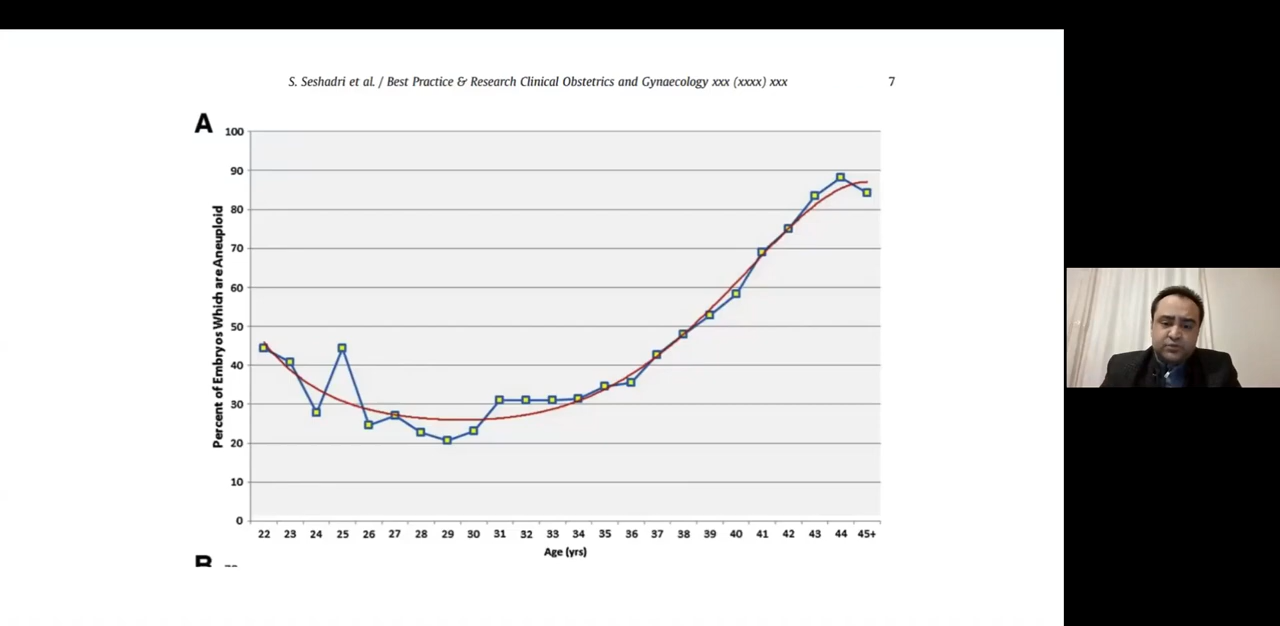 S. Seshadri et al. / Best Practice & Research Clinical Obstetrics and Gynaecology xxx (xxxx) xxx 7
A
100
90
80
70
60
50
40
30
20
10
0
Percent of Embryos Which are Aneuploid
22 23 24 25 26 27 28 29 30 31 32 33 34 35 36 37 38 39 40 41 42 43 44 45+
Age (yrs)
B